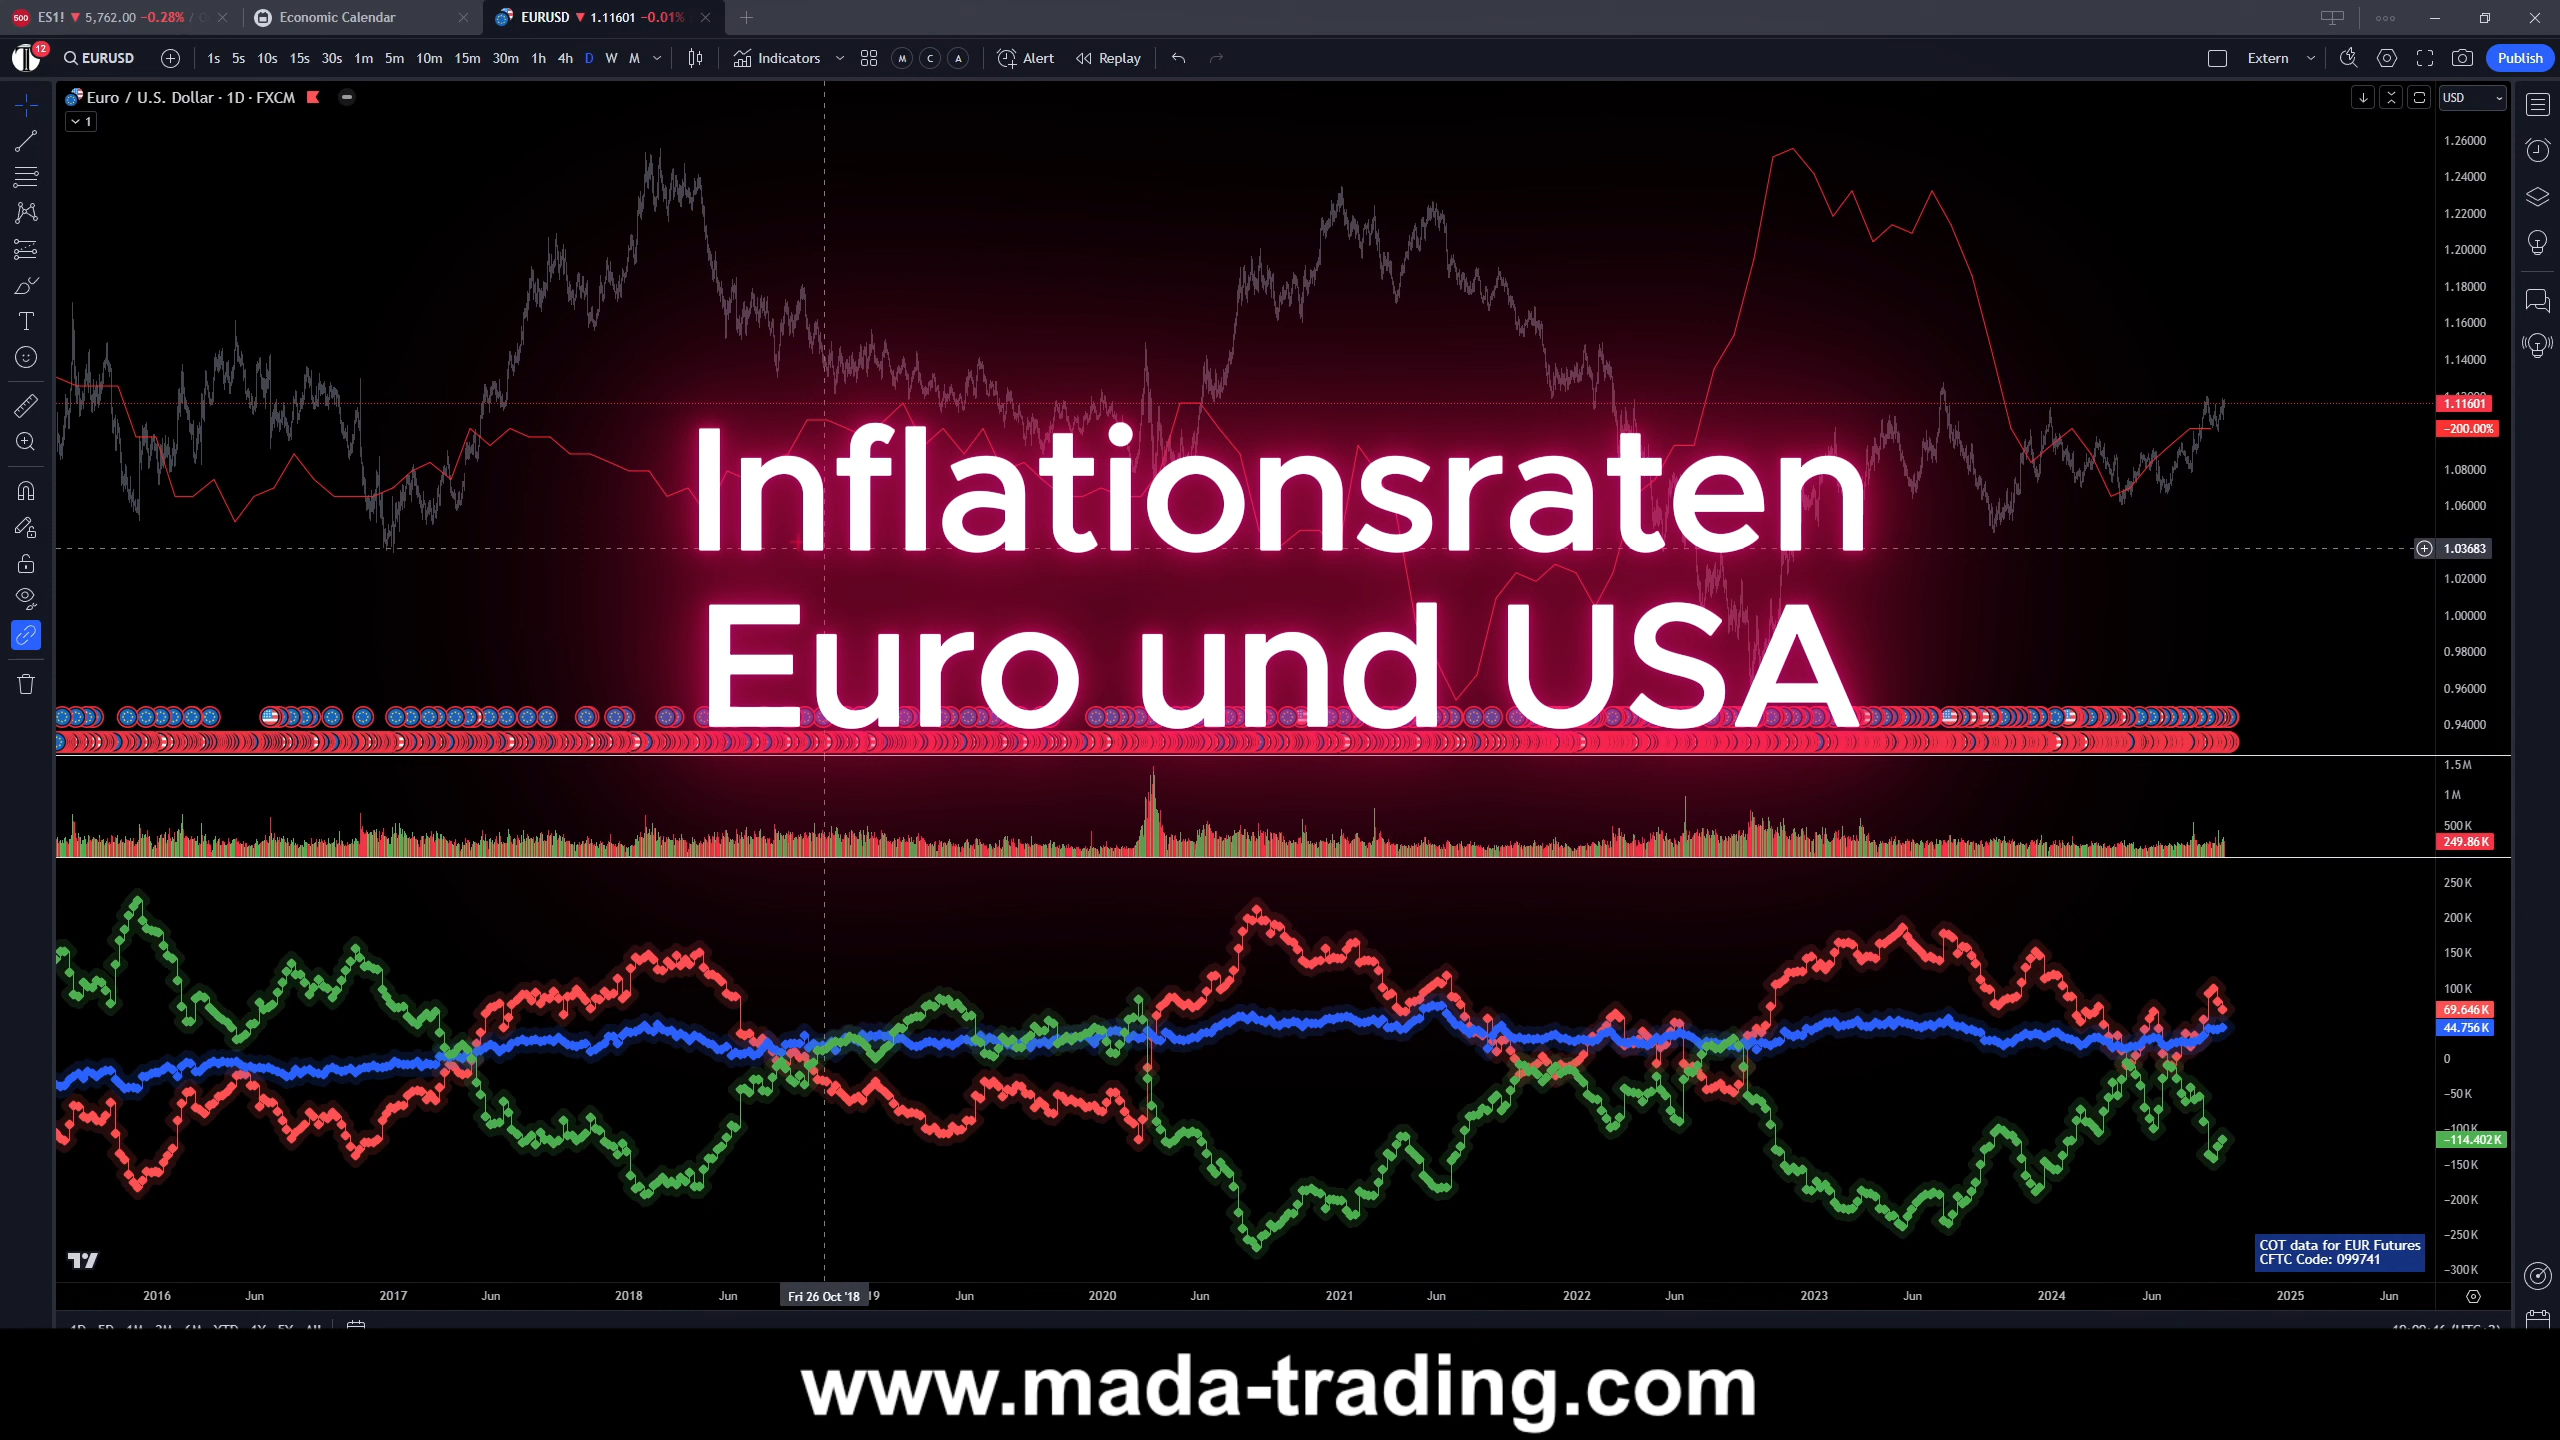 500 ES1! ▼ 5,762.00 −0.28% /
Economic Calendar
EURUSD ▼ 1.11601 −0.01%
12
EURUSD
1s 5s 10s 15s 30s 1m 5m 10m 15m 30m 1h 4h D W M
Indicators
M C A
Alert
Replay
Extern
Publish
Euro / U.S. Dollar · 1D · FXCM
1
USD
1.26000
1.24000
1.22000
1.20000
1.18000
1.16000
1.14000
1.11601
−200.00%
1.08000
1.06000
1.03683
1.02000
1.00000
0.98000
0.96000
0.94000
Inflationsraten
Euro und USA
1.5M
1M
500K
249.86K
250K
200K
150K
100K
69.646K
44.756K
0
−50K
−100K
−114.402K
−150K
−200K
−250K
−300K
COT data for EUR Futures
CFTC Code: 099741
2016 Jun 2017 Jun 2018 Jun Fri 26 Oct '18 19 Jun 2020 Jun 2021 Jun 2022 Jun 2023 Jun 2024 Jun 2025 Jun
www.mada-trading.com